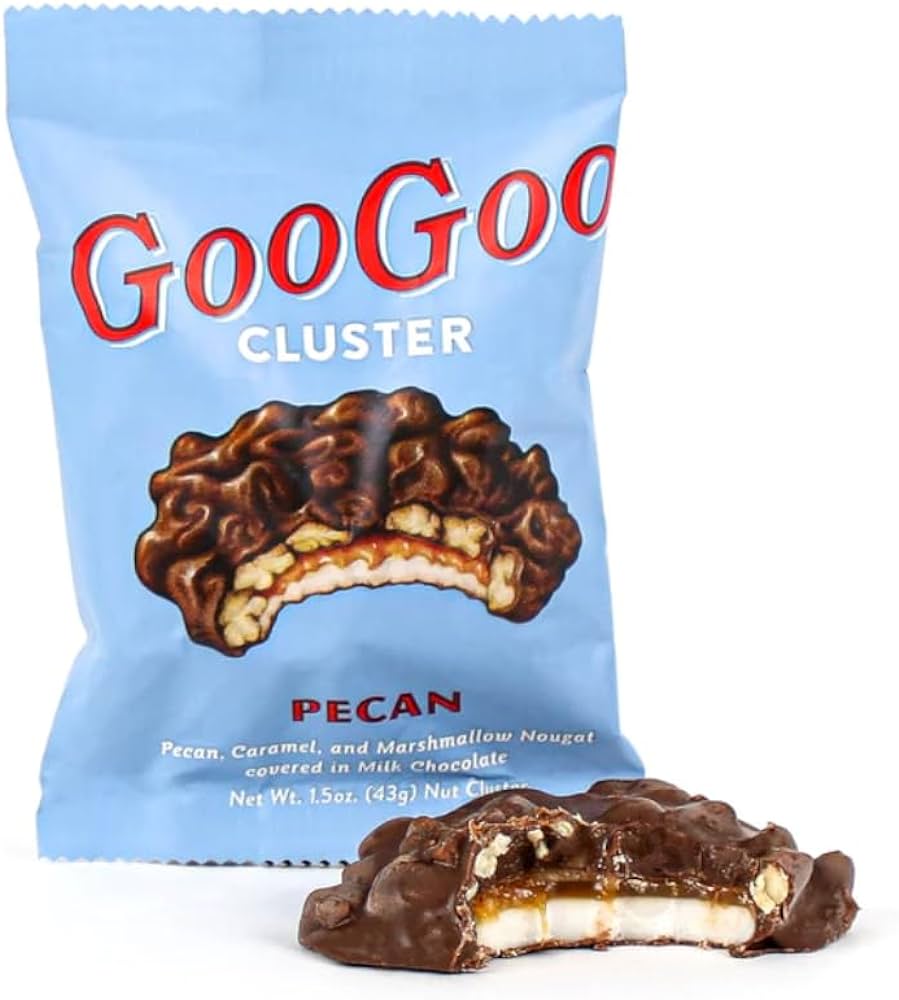 GooGoo
CLUSTER
PECAN
Pecan, Caramel, and Marshmallow Nougat
covered in Milk Chocolate
Net Wt. 1.5oz. (43g) Nut Cluster